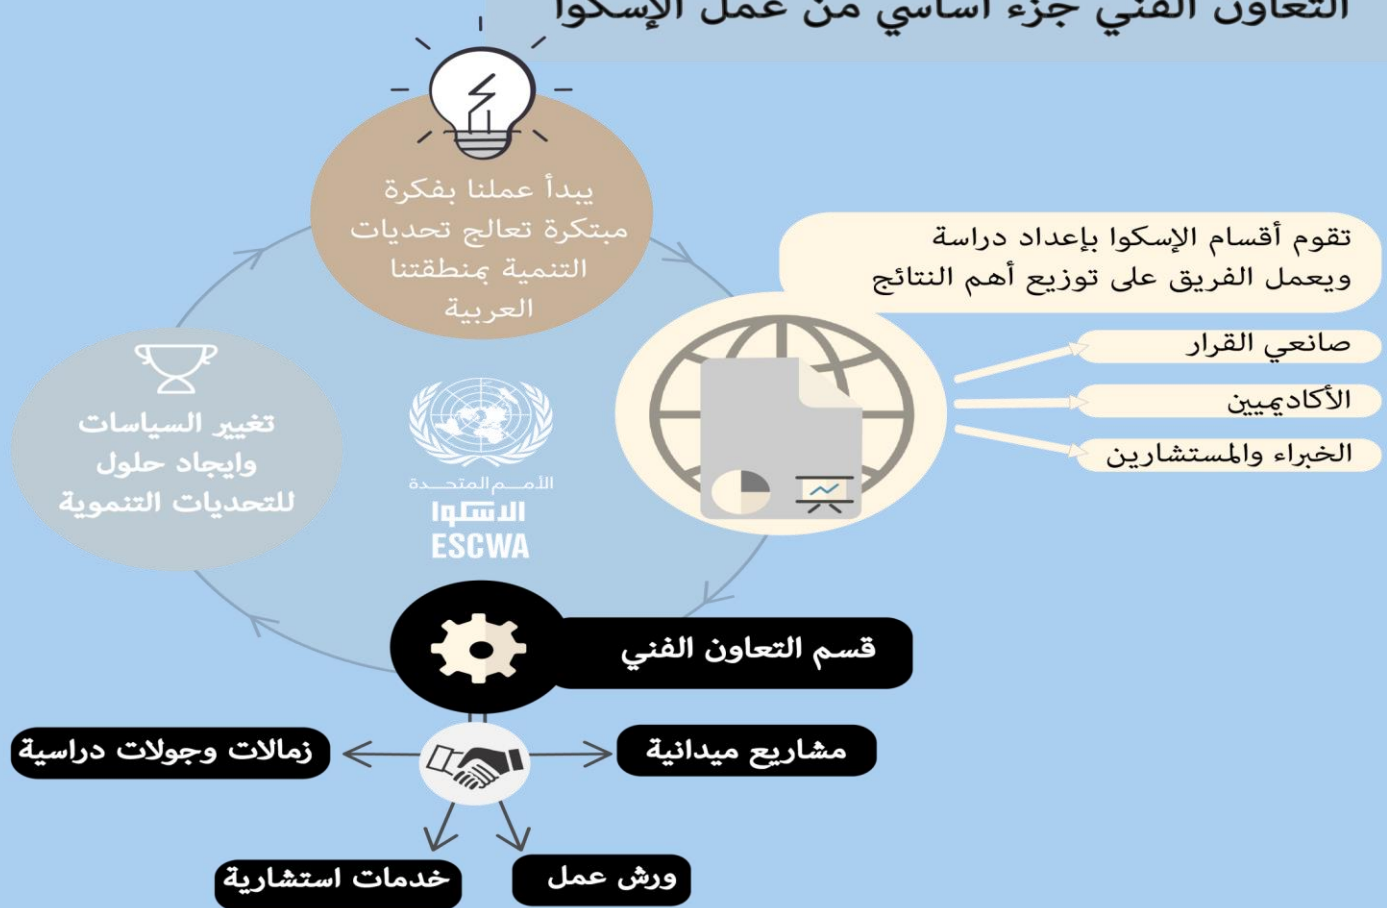 التعاون الفني جزء أساسي من عمل الإسكوا
يبدأ عملنا بفكرة
مبتكرة تعالج تحديات
التنمية بمنطقتنا
العربية
تقوم أقسام الإسكوا بإعداد دراسة
ويعمل الفريق على توزيع أهم النتائج
صانعي القرار
الأكاديميين
الخبراء والمستشارين
تغيير السياسات
وايجاد حلول
للتحديات التنموية
الأمم المتحدة
الاسكوا
ESCWA
قسم التعاون الفني
مشاريع ميدانية
زمالات وجولات دراسية
ورش عمل
خدمات استشارية